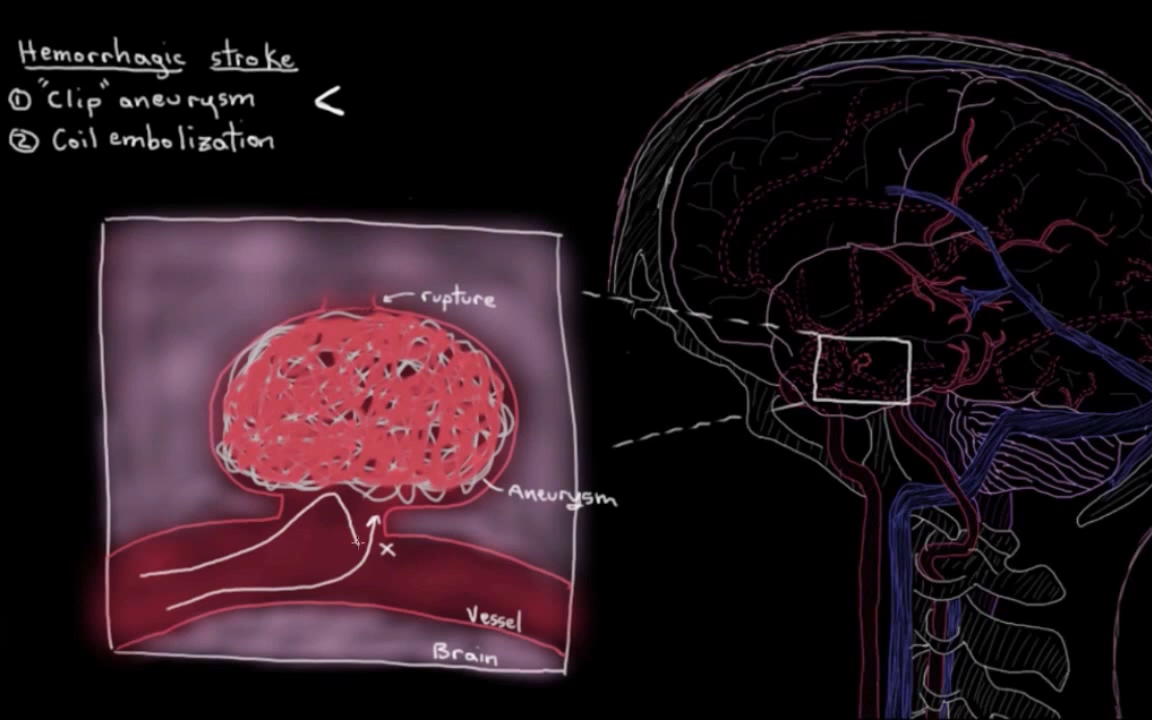 Hemorrhagic stroke
① "Clip" aneurysm <
② Coil embolization
rupture
Aneurysm
x
Vessel
Brain